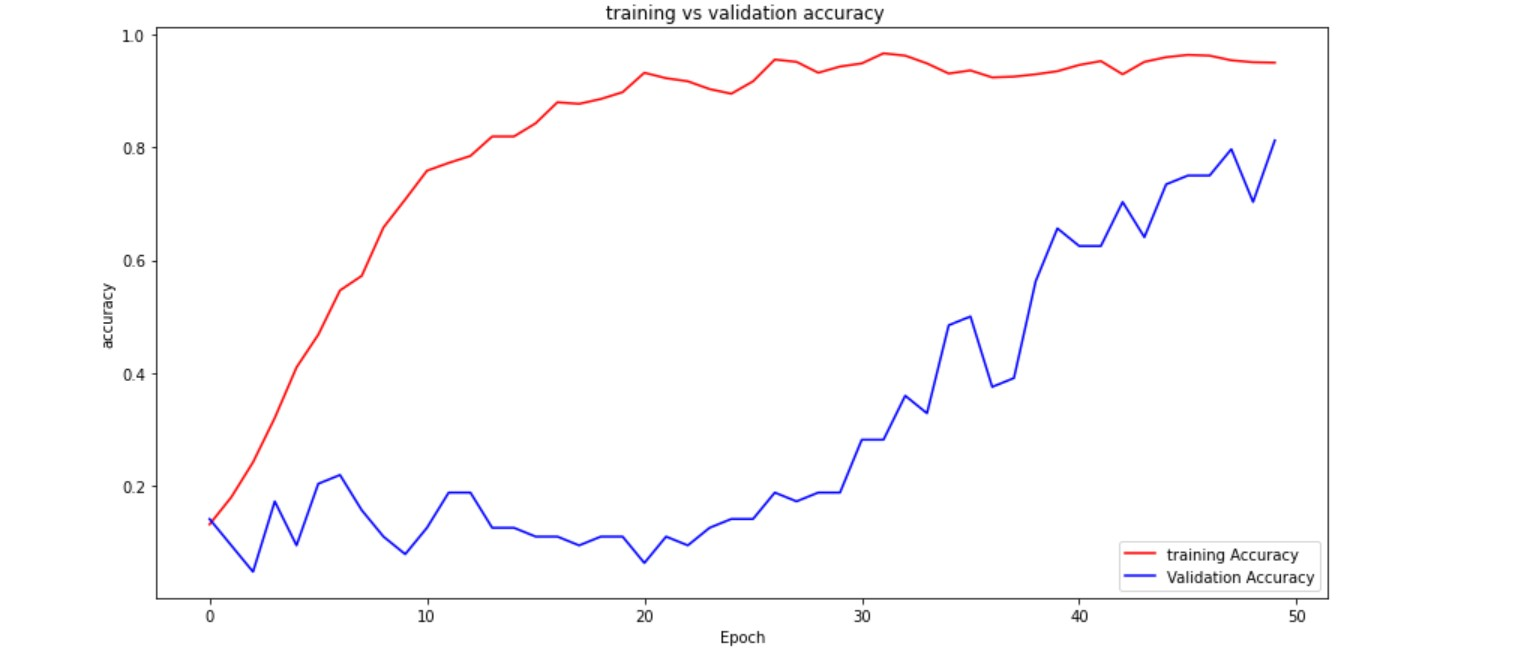 training vs validation accuracy
1.0
0.8
0.6
0.4
0.2
accuracy
training Accuracy
Validation Accuracy
0 10 20 30 40 50
Epoch